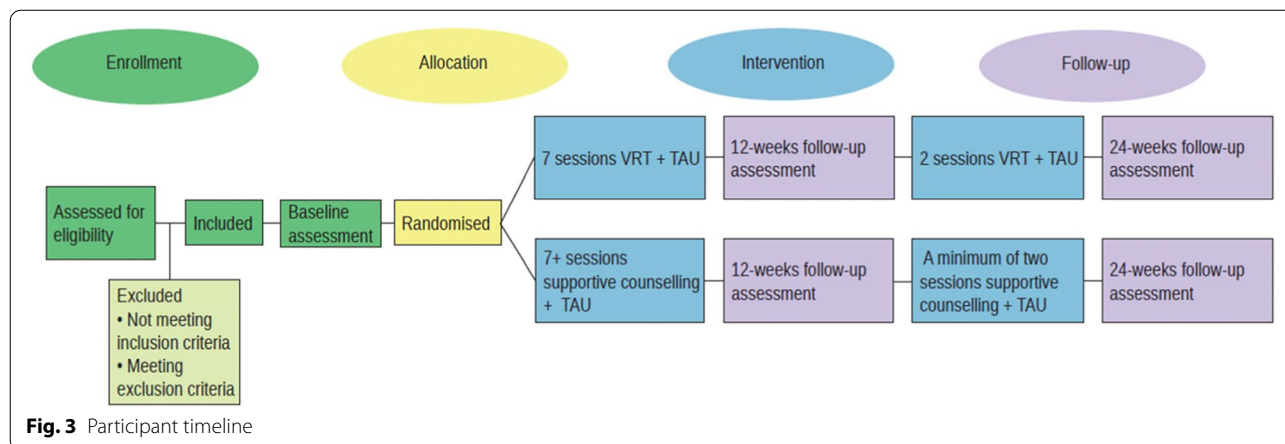 Enrollment
Allocation
Intervention
Follow-up
Assessed for
eligibility
Included
Baseline
assessment
Randomised
7 sessions VRT + TAU
12-weeks follow-up
assessment
2 sessions VRT + TAU
24-weeks follow-up
assessment
7+ sessions
supportive counselling
+ TAU
12-weeks follow-up
assessment
A minimum of two
sessions supportive
counselling + TAU
24-weeks follow-up
assessment
Excluded
• Not meeting
inclusion criteria
• Meeting
exclusion criteria
Fig. 3 Participant timeline